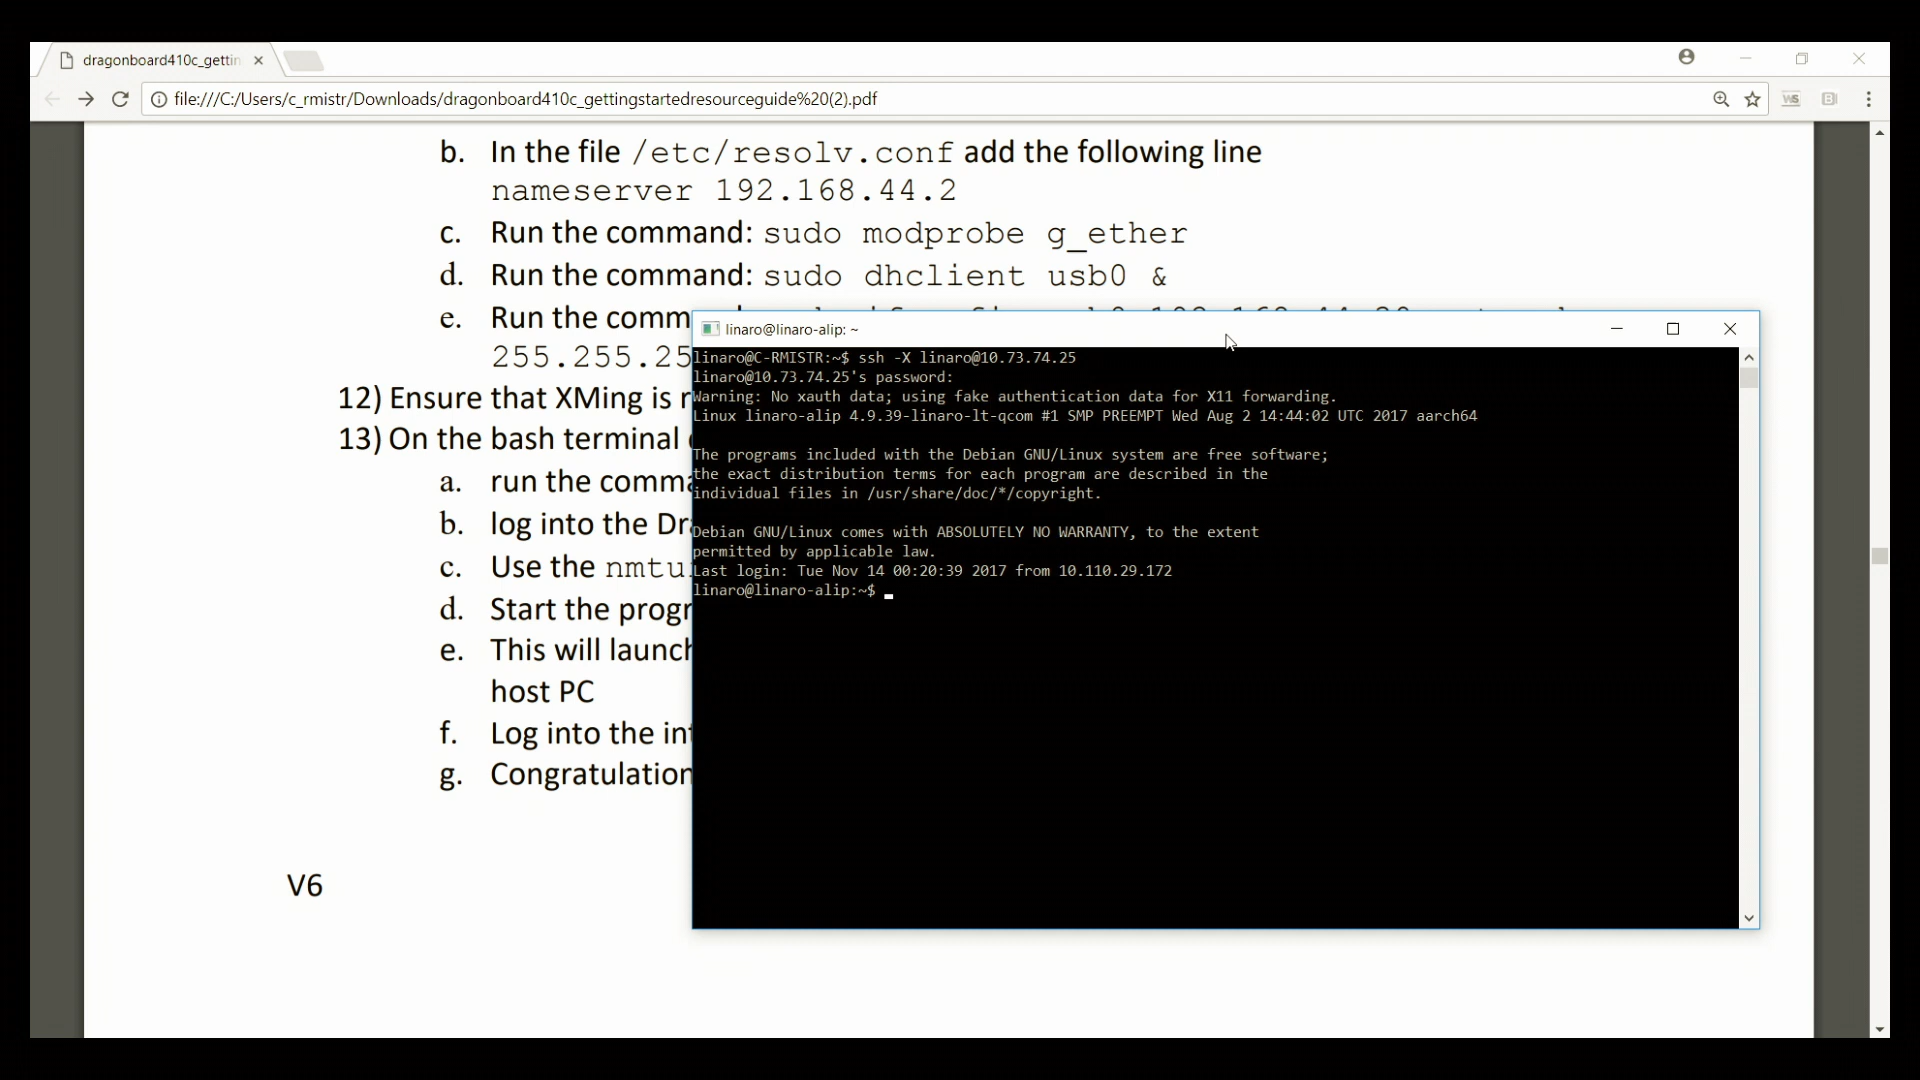 dragonboard410c_gettin
file:///C:/Users/c_rmistr/Downloads/dragonboard410c_gettingstartedresourceguide%20(2).pdf
b. In the file /etc/resolv.conf add the following line
nameserver 192.168.44.2
c. Run the command: sudo modprobe g_ether
d. Run the command: sudo dhclient usb0 &
e. Run the comm
255.255.25
12) Ensure that XMing is r
13) On the bash terminal
a. run the comma
b. log into the Dr
c. Use the nmtu
d. Start the progr
e. This will launch
host PC
f. Log into the int
g. Congratulation
V6
linaro@linaro-alip: ~
linaro@C-RMISTR:~$ ssh -X linaro@10.73.74.25
linaro@10.73.74.25's password:
Warning: No xauth data; using fake authentication data for X11 forwarding.
Linux linaro-alip 4.9.39-linaro-lt-qcom #1 SMP PREEMPT Wed Aug 2 14:44:02 UTC 2017 aarch64
The programs included with the Debian GNU/Linux system are free software;
the exact distribution terms for each program are described in the
individual files in /usr/share/doc/*/copyright.
Debian GNU/Linux comes with ABSOLUTELY NO WARRANTY, to the extent
permitted by applicable law.
Last login: Tue Nov 14 00:20:39 2017 from 10.110.29.172
linaro@linaro-alip:~$